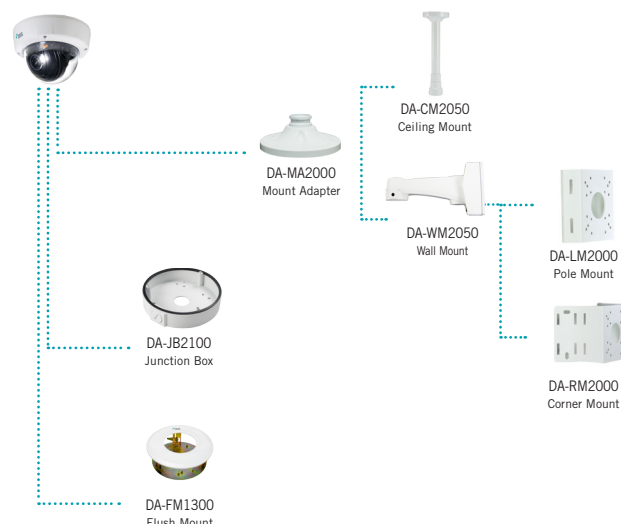 DA-CM2050
Ceiling Mount
DA-MA2000
Mount Adapter
DA-WM2050
Wall Mount
DA-LM2000
Pole Mount
DA-JB2100
Junction Box
DA-RM2000
Corner Mount
DA-FM1300
Flush Mount